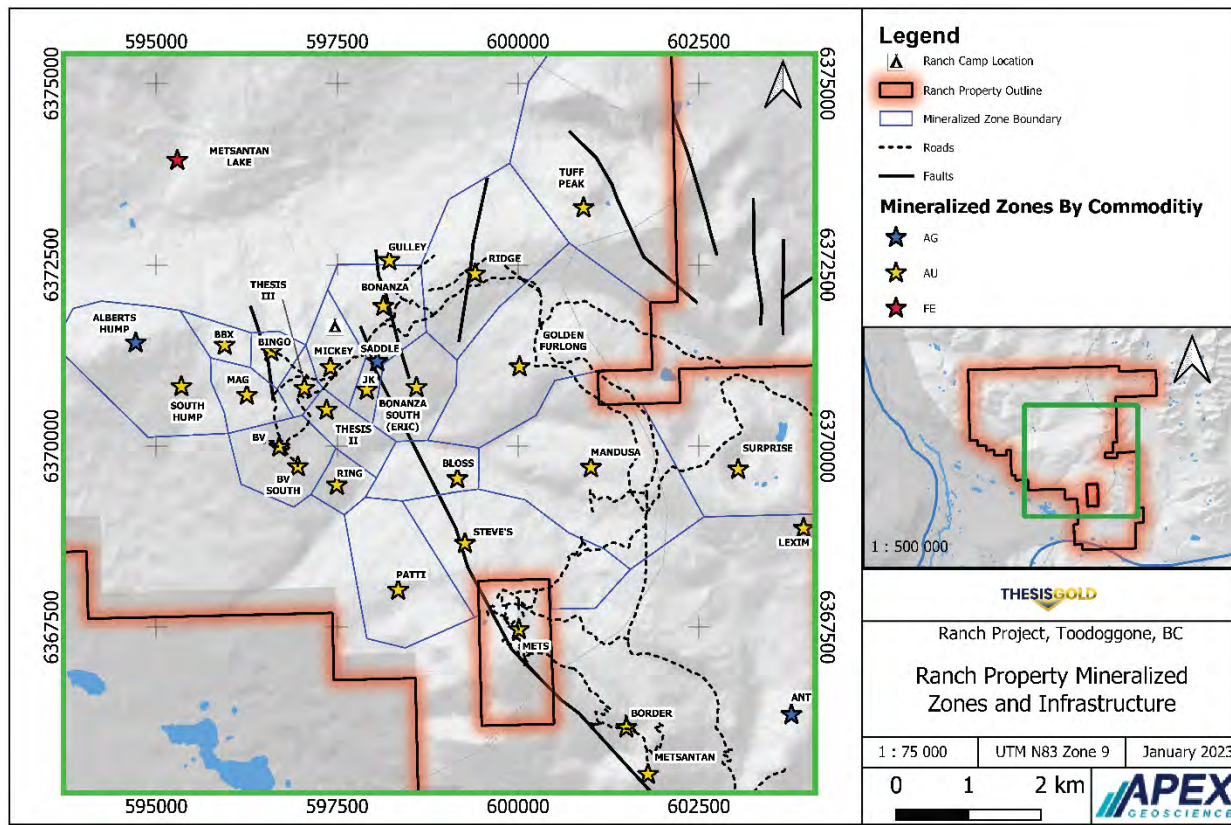 595000
597500
600000
602500
6375000
6375000
METSANTAN
LAKE
TUFF
PEAK
GULLEY
6372500
RIDGE
6372500
THESIS
III
BONANZA
ALBERTS
HUMP
BBX
BINGO
SADDLE
GOLDEN
FURLONG
MICKEY
MAG
JK
SOUTH
HUMP
BONANZA
SOUTH
(ERIC)
THESIS
II
6370000
BV
6370000
BV
SOUTH
RING
BLOSS
MANDUSA
SURPRISE
STEVE'S
LEXIM
PATTI
6367500
METS
6367500
ANT
BORDER
METSANTAN
595000
597500
600000
602500
Legend
Ranch Camp Location
Ranch Property Outline
Mineralized Zone Boundary
Roads
Faults
Mineralized Zones By Commoditiy
AG
AU
FE
1 : 500 000
THESISGOLD
Ranch Project, Toodoggone, BC
Ranch Property Mineralized
Zones and Infrastructure
1 : 75 000
UTM N83 Zone 9
January 2023
0 1 2 km
APEX
GEOSCIENCE